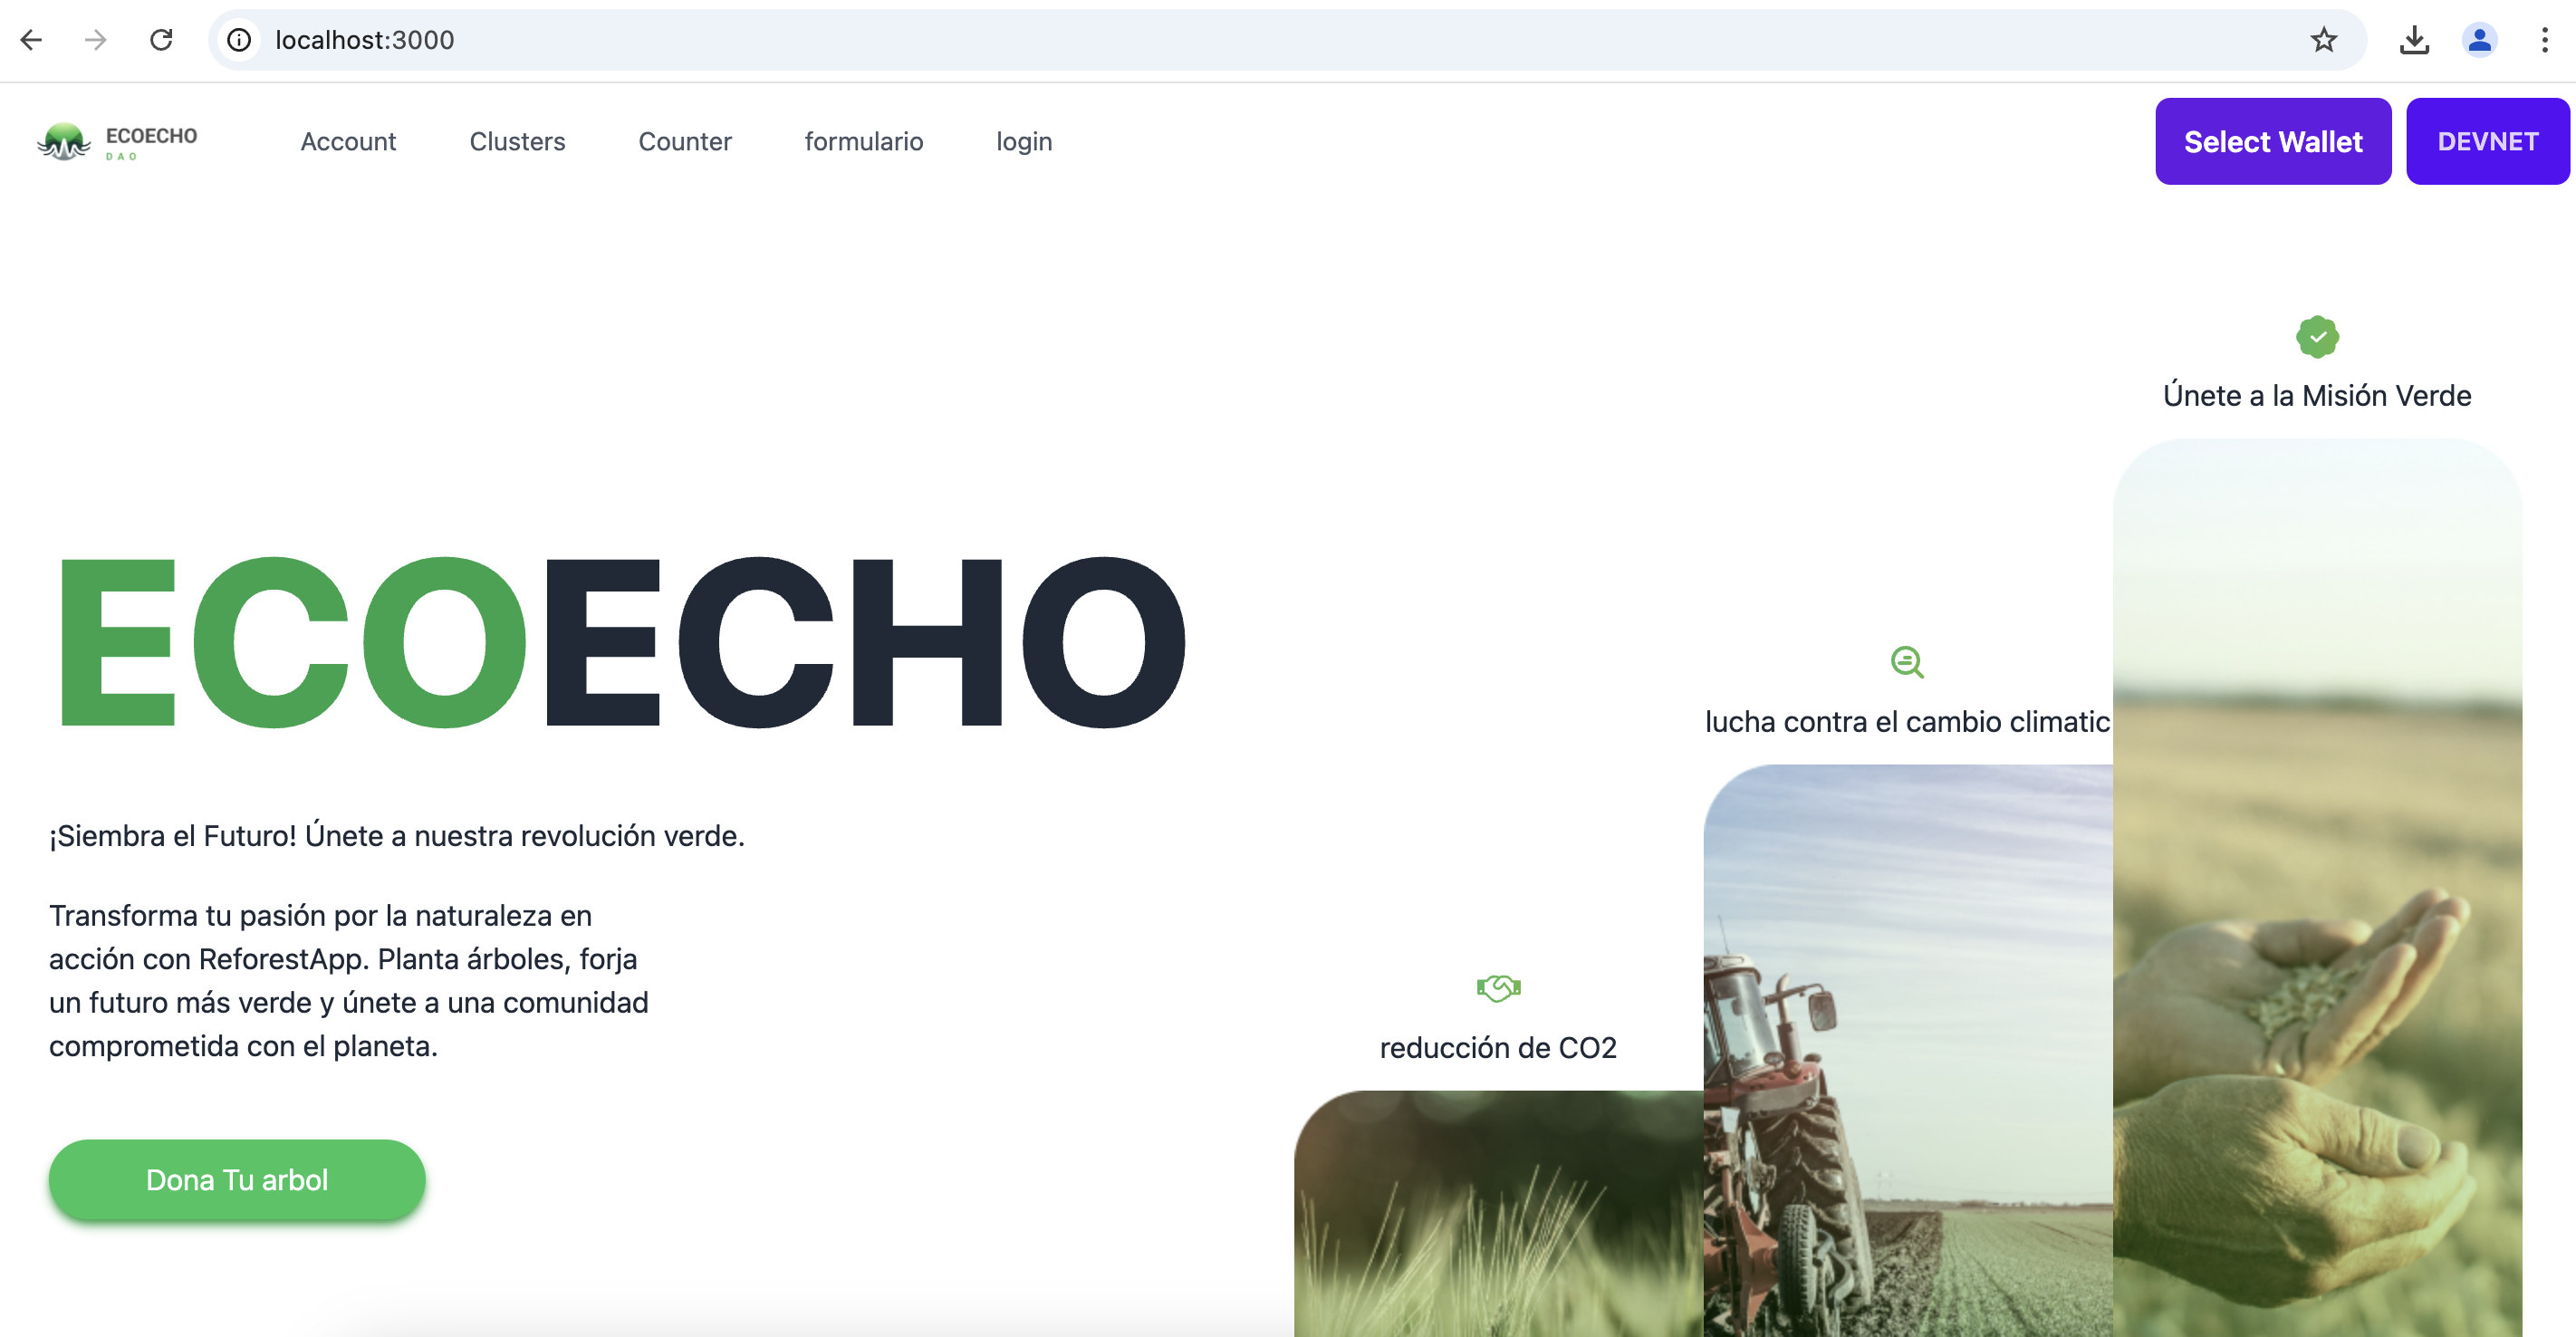 localhost:3000
ECOECHO
DAO
Account
Clusters
Counter
formulario
login
Select Wallet
DEVNET
Únete a la Misión Verde
ECOECHO
lucha contra el cambio climatic
¡Siembra el Futuro! Únete a nuestra revolución verde.
Transforma tu pasión por la naturaleza en
acción con ReforestApp. Planta árboles, forja
un futuro más verde y únete a una comunidad
comprometida con el planeta.
reducción de CO2
Dona Tu arbol